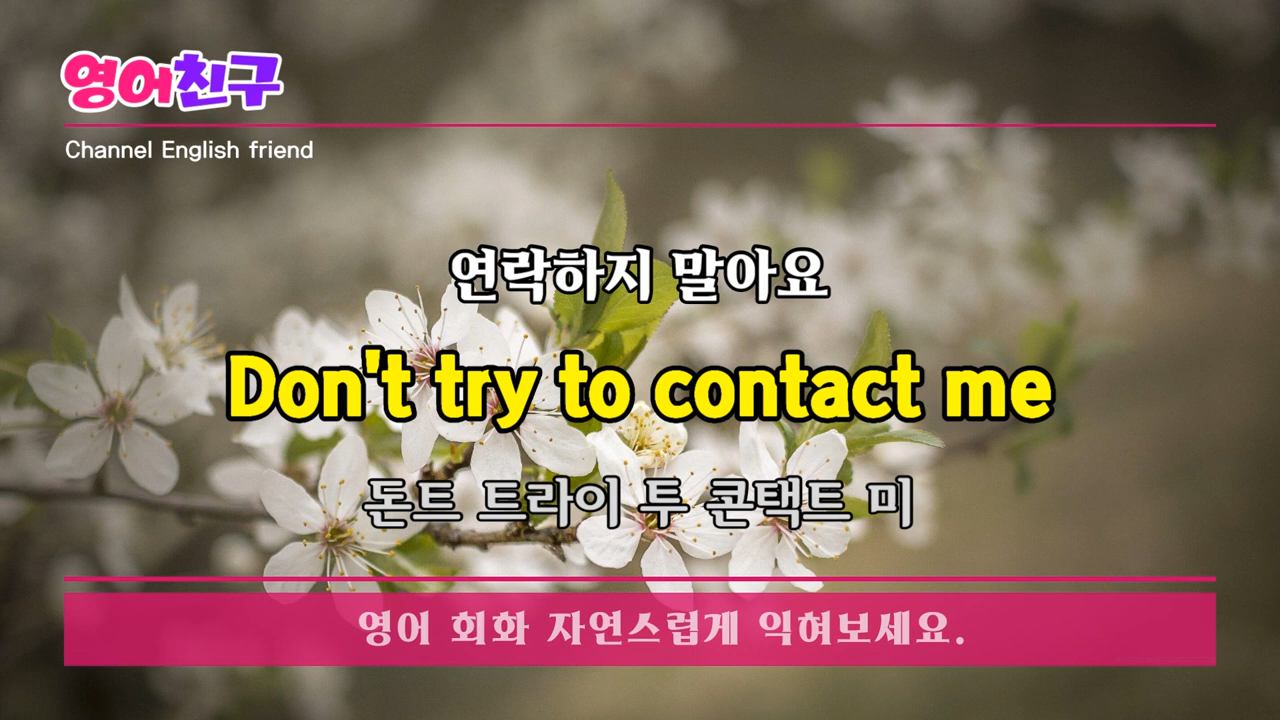 영어친구
Channel English friend
연락하지 말아요
Don't try to contact me
돈트 트라이 투 콘택트 미
영어 회화 자연스럽게 익혀보세요.